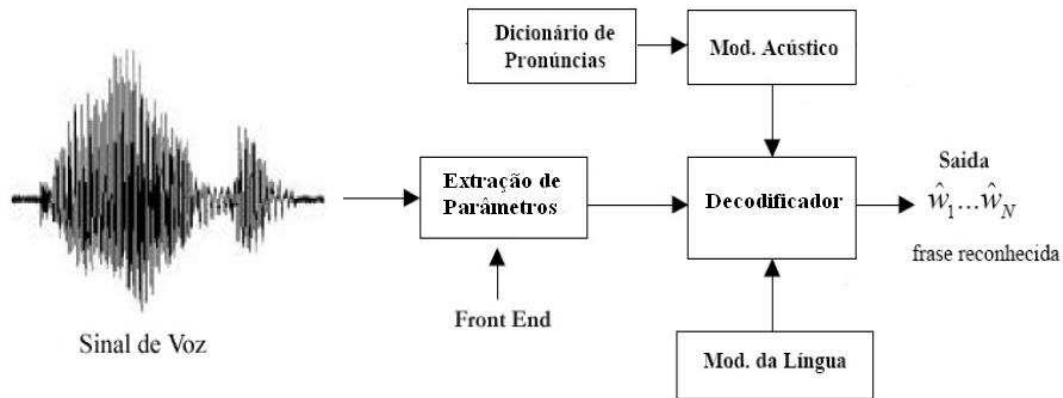 Dicionário de
Pronúncias
Mod. Acústico
Extração de
Parâmetros
Decodificador
Saida
ŵ₁...ŵ_N
frase reconhecida
Front End
Sinal de Voz
Mod. da Língua